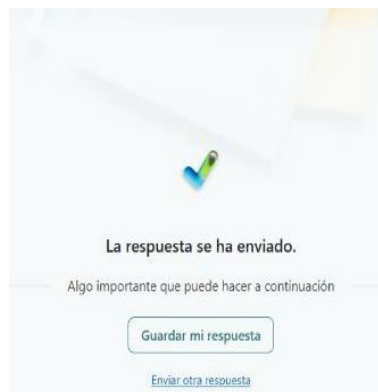 La respuesta se ha enviado.
Algo importante que puede hacer a continuación
Guardar mi respuesta
Enviar otra respuesta